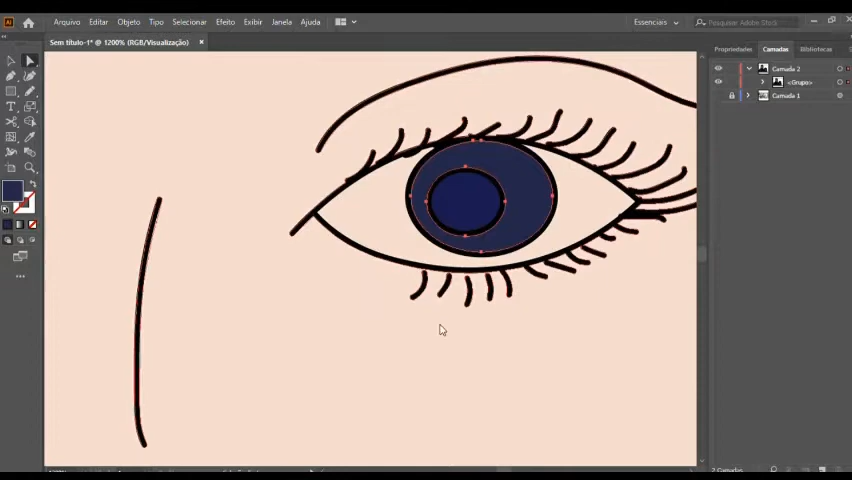 Ai Arquivo Editar Objeto Tipo Selecionar Efeito Exibir Janela Ajuda Essenciais Pesquisar Adobe Stock
Sem título-1* @ 1200% (RGB/Visualização) ×
Propriedades Camadas Bibliotecas
Camada 2
<Grupo>
Camada 1
2 Camadas